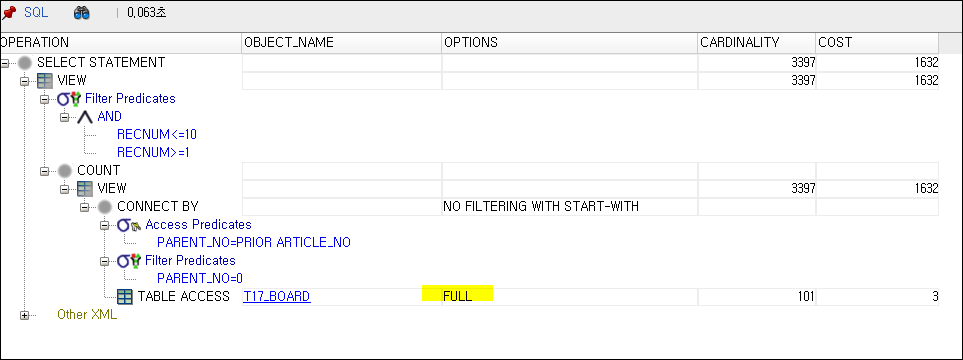 SQL 0,063초
OPERATION OBJECT_NAME OPTIONS CARDINALITY COST
SELECT STATEMENT 3397 1632
VIEW 3397 1632
Filter Predicates
AND
RECNUM<=10
RECNUM>=1
COUNT
VIEW 3397 1632
CONNECT BY NO FILTERING WITH START-WITH
Access Predicates
PARENT_NO=PRIOR ARTICLE_NO
Filter Predicates
PARENT_NO=0
TABLE ACCESS T17_BOARD FULL 101 3
Other XML